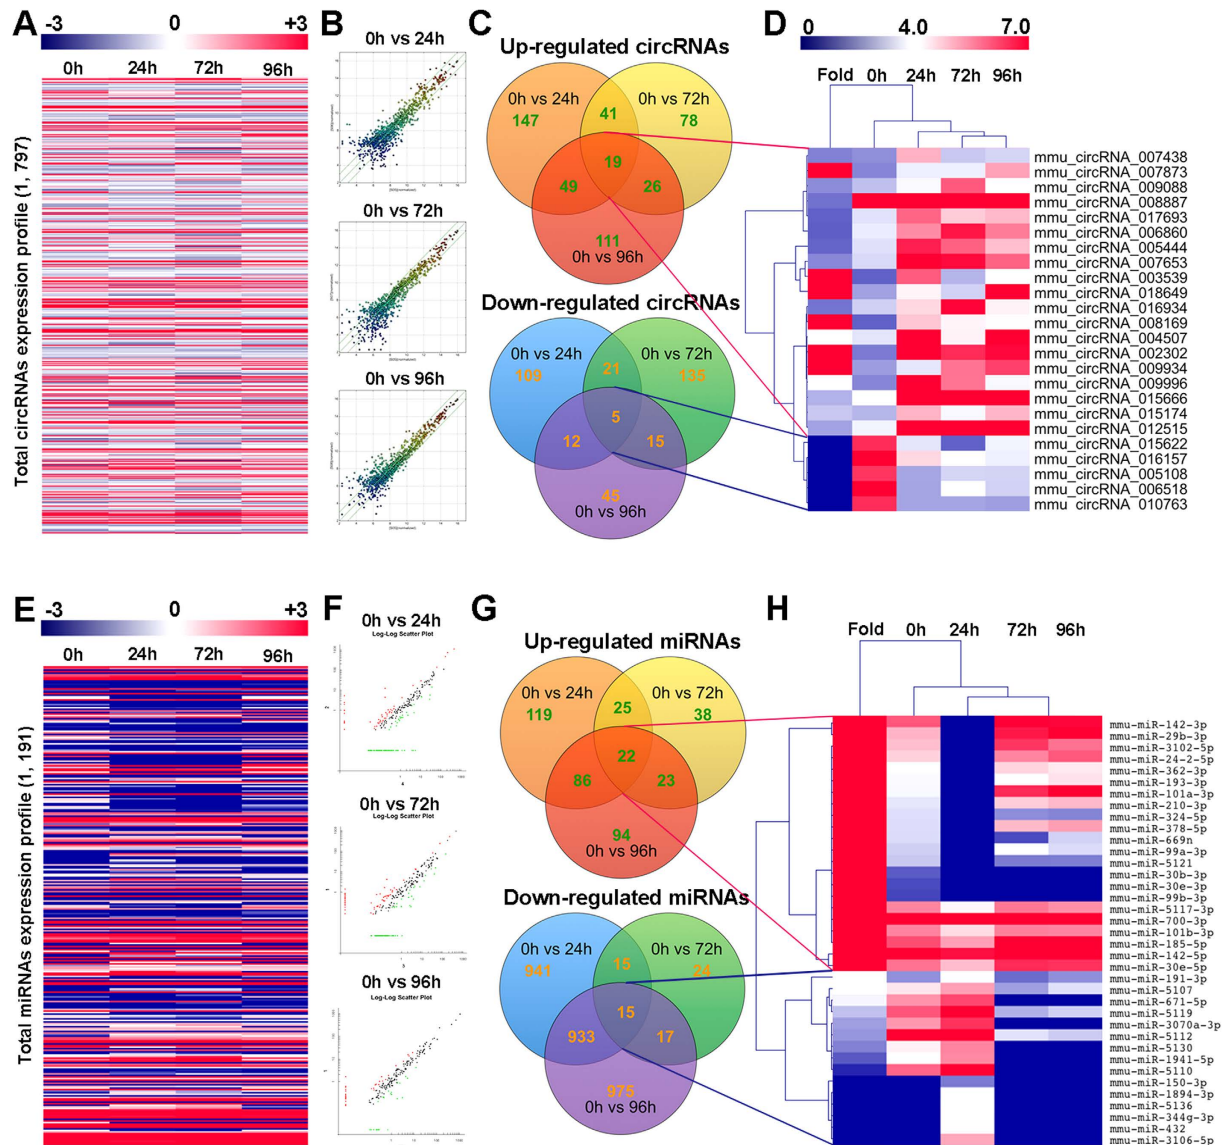 A
-3 0 +3
0h 24h 72h 96h
Total circRNAs expression profile (1, 797)
B
0h vs 24h
0h vs 72h
0h vs 96h
C
Up-regulated circRNAs
0h vs 24h
147
41
0h vs 72h
78
19
49
26
111
0h vs 96h
Down-regulated circRNAs
0h vs 24h
109
21
0h vs 72h
135
5
12
15
45
0h vs 96h
D
0 4.0 7.0
Fold 0h 24h 72h 96h
mmu_circRNA_007438
mmu_circRNA_007873
mmu_circRNA_009088
mmu_circRNA_008887
mmu_circRNA_017693
mmu_circRNA_006860
mmu_circRNA_005444
mmu_circRNA_007653
mmu_circRNA_003539
mmu_circRNA_018649
mmu_circRNA_016934
mmu_circRNA_008169
mmu_circRNA_004507
mmu_circRNA_002302
mmu_circRNA_009934
mmu_circRNA_009996
mmu_circRNA_015666
mmu_circRNA_015174
mmu_circRNA_012515
mmu_circRNA_015622
mmu_circRNA_016157
mmu_circRNA_005108
mmu_circRNA_006518
mmu_circRNA_010763
E
-3 0 +3
0h 24h 72h 96h
Total miRNAs expression profile (1, 191)
F
0h vs 24h
Log-Log Scatter Plot
0h vs 72h
Log-Log Scatter Plot
0h vs 96h
Log-Log Scatter Plot
G
Up-regulated miRNAs
0h vs 24h
119
25
0h vs 72h
38
22
86
23
94
0h vs 96h
Down-regulated miRNAs
0h vs 24h
941
15
0h vs 72h
24
15
933
17
975
0h vs 96h
H
Fold 0h 24h 72h 96h
mmu-miR-142-3p
mmu-miR-29b-3p
mmu-miR-3102-5p
mmu-miR-24-2-5p
mmu-miR-362-3p
mmu-miR-193-3p
mmu-miR-101a-3p
mmu-miR-210-3p
mmu-miR-324-5p
mmu-miR-378-5p
mmu-miR-669n
mmu-miR-99a-3p
mmu-miR-5121
mmu-miR-30b-3p
mmu-miR-30e-3p
mmu-miR-99b-3p
mmu-miR-5117-3p
mmu-miR-700-3p
mmu-miR-101b-3p
mmu-miR-185-5p
mmu-miR-142-5p
mmu-miR-30e-5p
mmu-miR-191-3p
mmu-miR-5107
mmu-miR-671-5p
mmu-miR-5119
mmu-miR-3070a-3p
mmu-miR-5112
mmu-miR-5130
mmu-miR-1941-5p
mmu-miR-5110
mmu-miR-150-3p
mmu-miR-1894-3p
mmu-miR-5136
mmu-miR-344g-3p
mmu-miR-432
mmu-miR-3106-5p